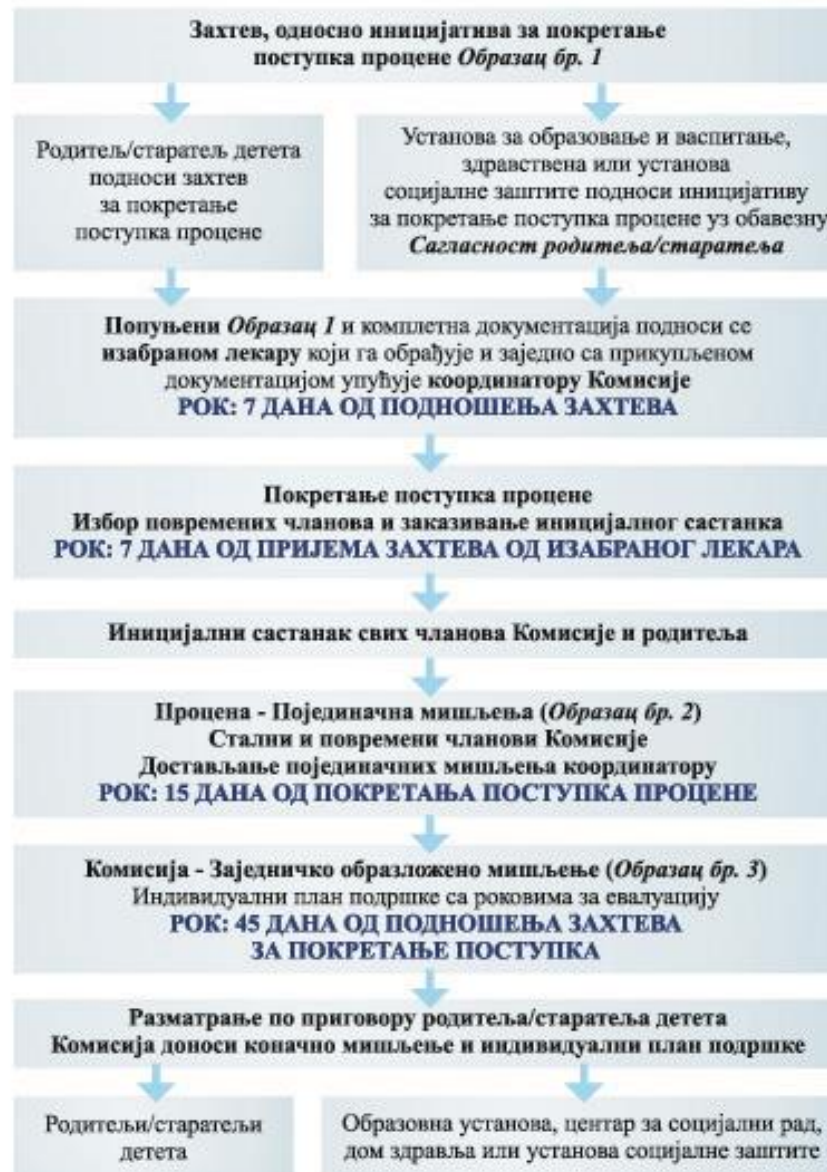 Захтев, односно иницијатива за покретање
поступка процене Образац бр. 1
Родитељ/старатељ детета
подноси захтев
за покретање
поступка процене
Установа за образовање и васпитање,
здравствена или установа
социјалне заштите подноси иницијативу
за покретање поступка процене уз обавезну
Сагласност родитеља/старатеља
Попуњени Образац 1 и комплетна документација подноси се
изабраном лекару који га обрађује и заједно са прикупљеном
документацијом упућује координатору Комисије
РОК: 7 ДАНА ОД ПОДНОШЕЊА ЗАХТЕВА
Покретање поступка процене
Избор повремених чланова и заказивање иницијалног састанка
РОК: 7 ДАНА ОД ПРИЈЕМА ЗАХТЕВА ОД ИЗАБРАНОГ ЛЕКАРА
Иницијални састанак свих чланова Комисије и родитеља
Процена - Појединачна мишљења (Образац бр. 2)
Стални и повремени чланови Комисије
Достављање појединачних мишљења координатору
РОК: 15 ДАНА ОД ПОКРЕТАЊА ПОСТУПКА ПРОЦЕНЕ
Комисија - Заједничко образложено мишљење (Образац бр. 3)
Индивидуални план подршке са роковима за евалуацију
РОК: 45 ДАНА ОД ПОДНОШЕЊА ЗАХТЕВА
ЗА ПОКРЕТАЊЕ ПОСТУПКА
Разматрање по приговору родитеља/старатеља детета
Комисија доноси коначно мишљење и индивидуални план подршке
Родитељи/старатељи
детета
Образовна установа, центар за социјални рад,
дом здравља или установа социјалне заштите